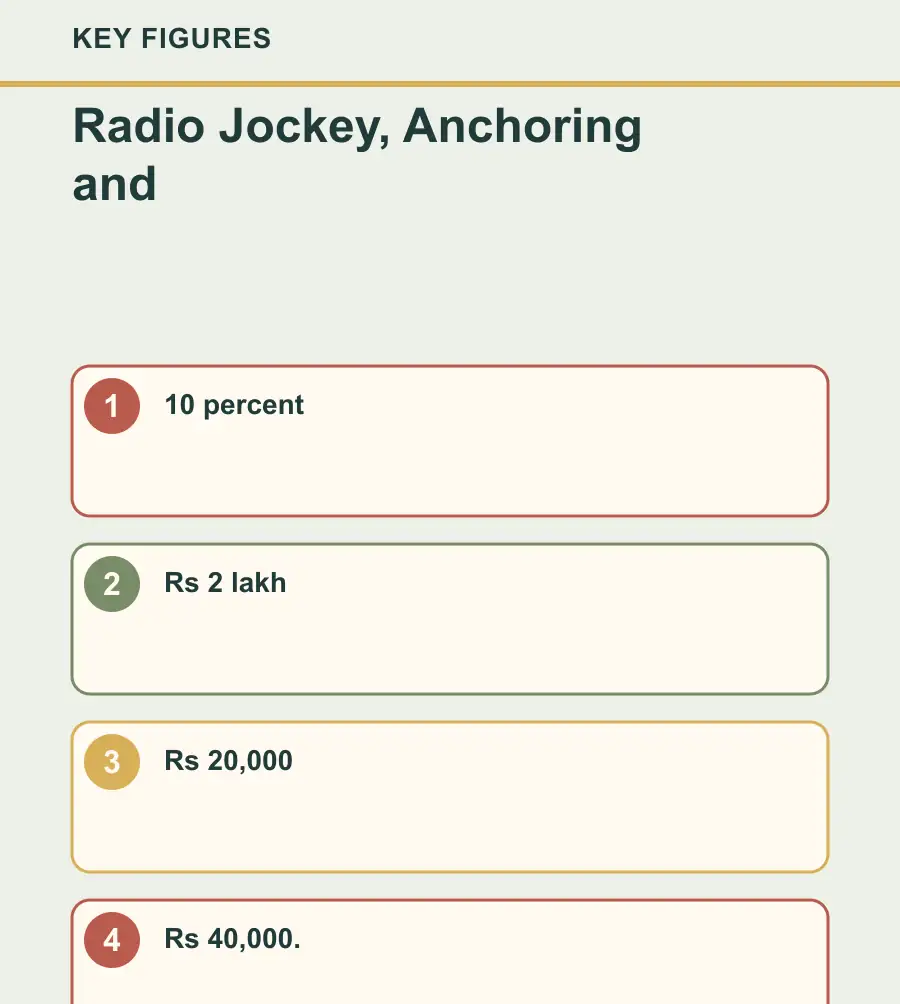 KEY FIGURES
Radio Jockey, Anchoring
and
1 10 percent
2 Rs 2 lakh
3 Rs 20,000
4 Rs 40,000.